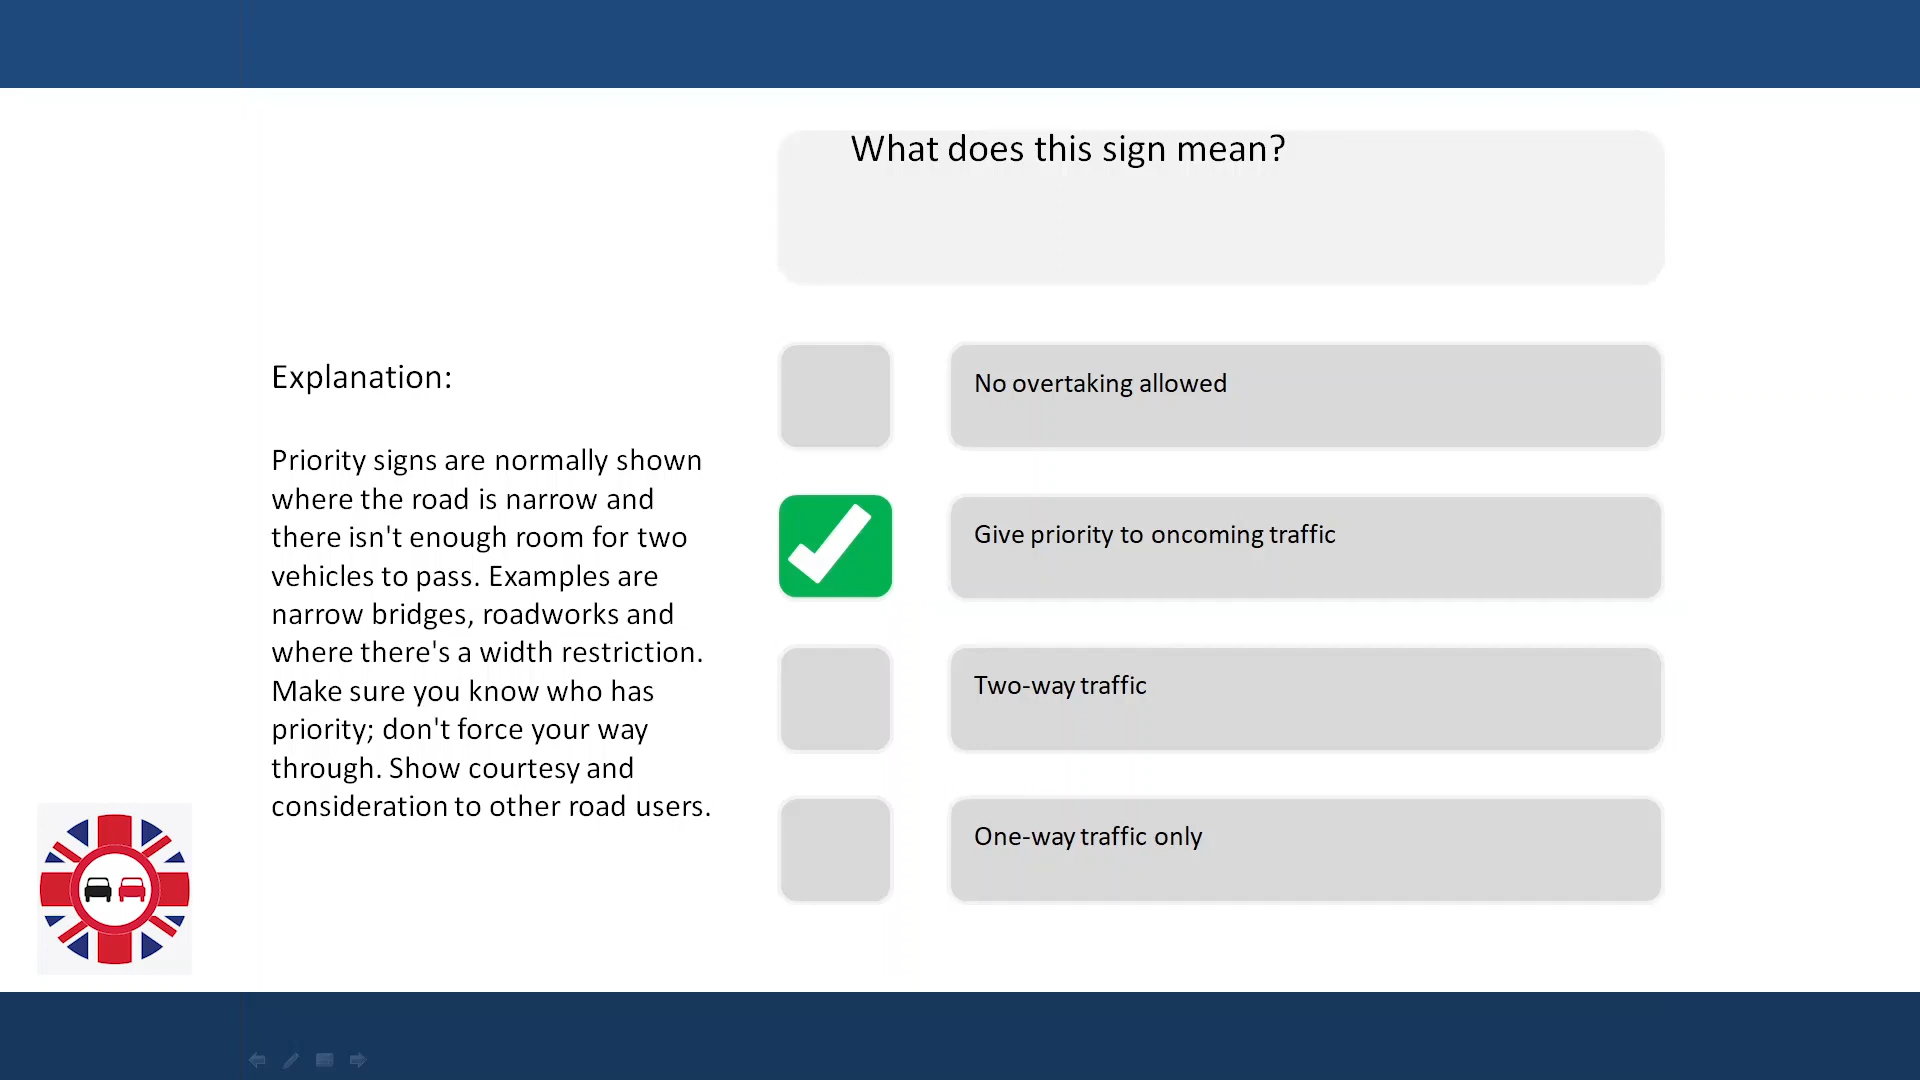 What does this sign mean?
Explanation:
Priority signs are normally shown
where the road is narrow and
there isn't enough room for two
vehicles to pass. Examples are
narrow bridges, roadworks and
where there's a width restriction.
Make sure you know who has
priority; don't force your way
through. Show courtesy and
consideration to other road users.
No overtaking allowed
Give priority to oncoming traffic
Two-way traffic
One-way traffic only